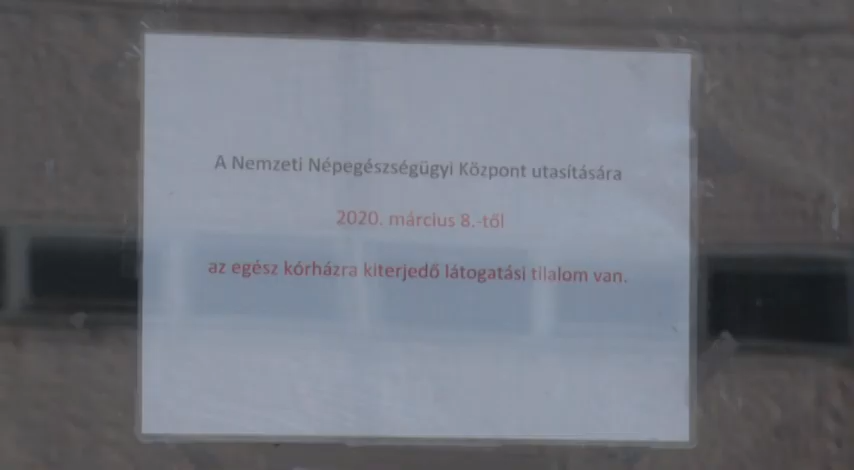 A Nemzeti Népegészségügyi Központ utasítására
2020. március 8.-tól
az egész kórházra kiterjedő látogatási tilalom van.